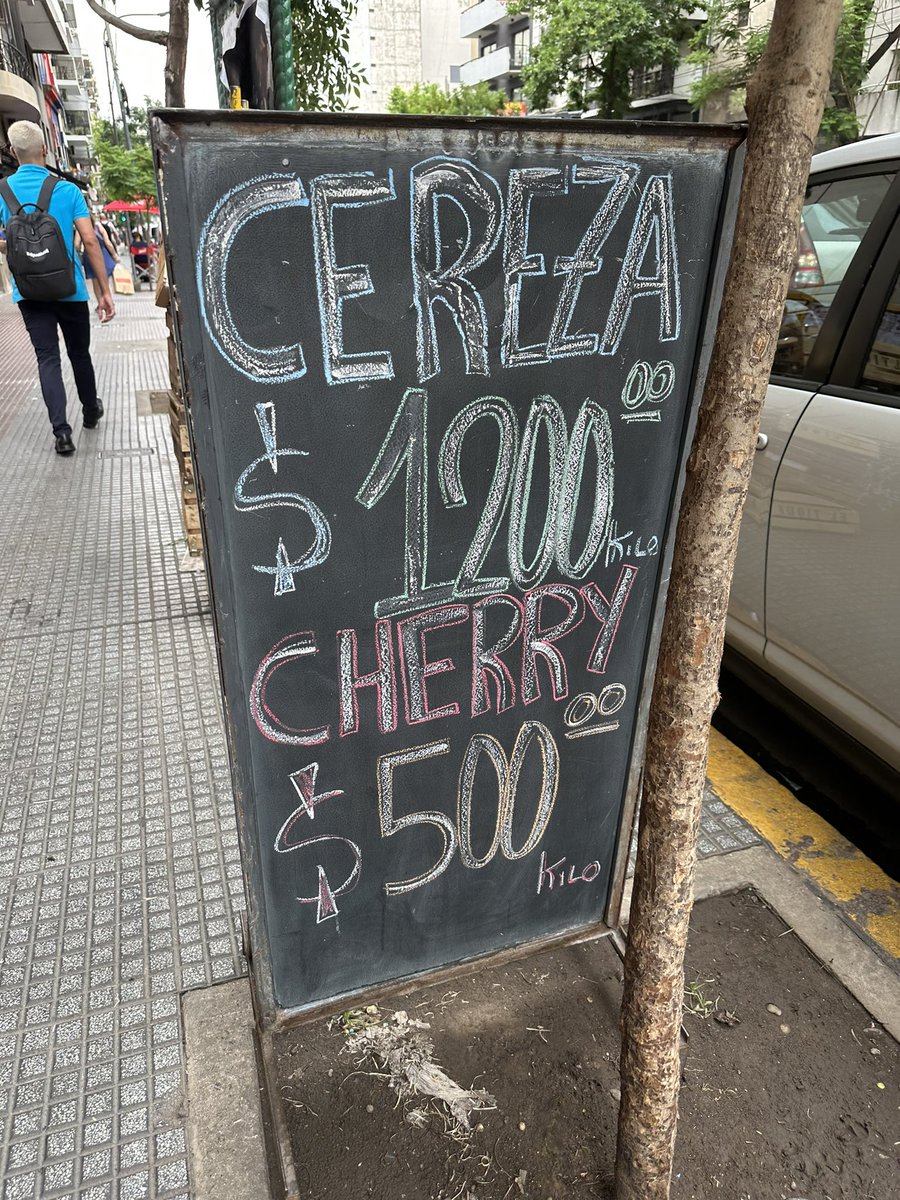 CEREZA
$ 1200 00
KILO
CHERRY
$ 500 00
KILO